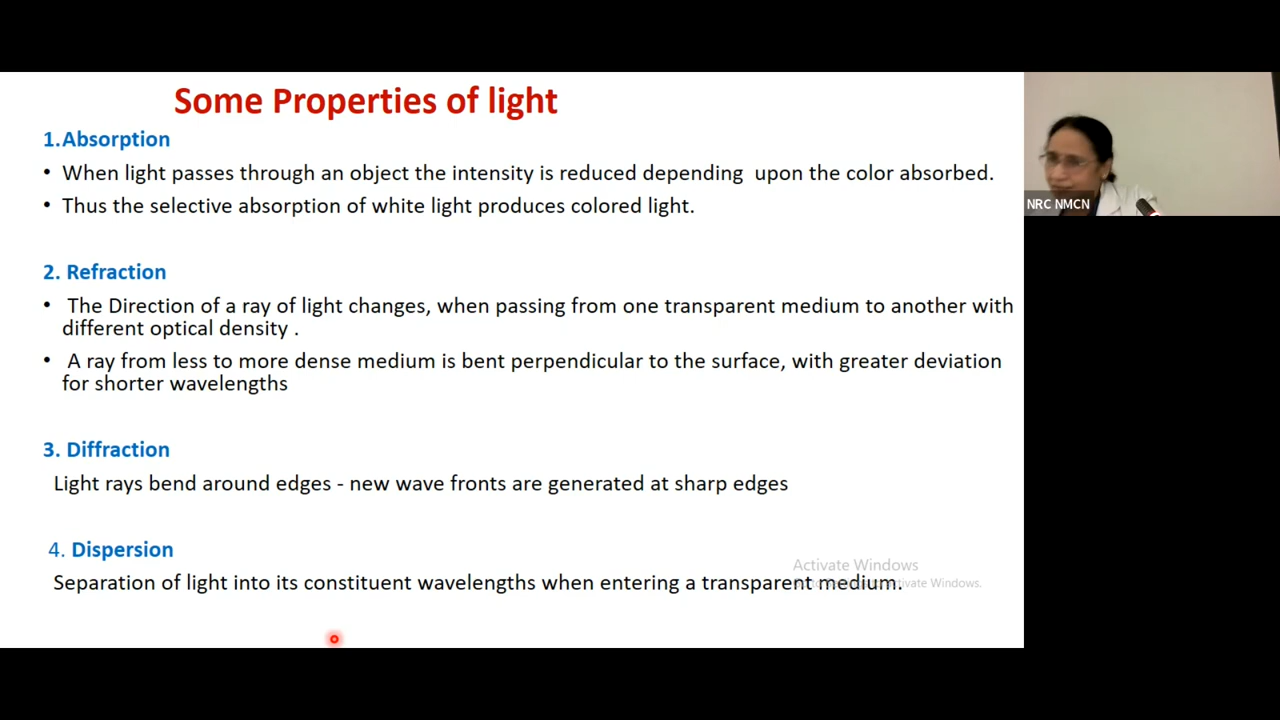 Some Properties of light
1.Absorption
• When light passes through an object the intensity is reduced depending upon the color absorbed.
• Thus the selective absorption of white light produces colored light.
2. Refraction
• The Direction of a ray of light changes, when passing from one transparent medium to another with
different optical density .
• A ray from less to more dense medium is bent perpendicular to the surface, with greater deviation
for shorter wavelengths
3. Diffraction
Light rays bend around edges - new wave fronts are generated at sharp edges
4. Dispersion
Separation of light into its constituent wavelengths when entering a transparent medium.
Activate Windows
Activate Windows.
NRC NMCN